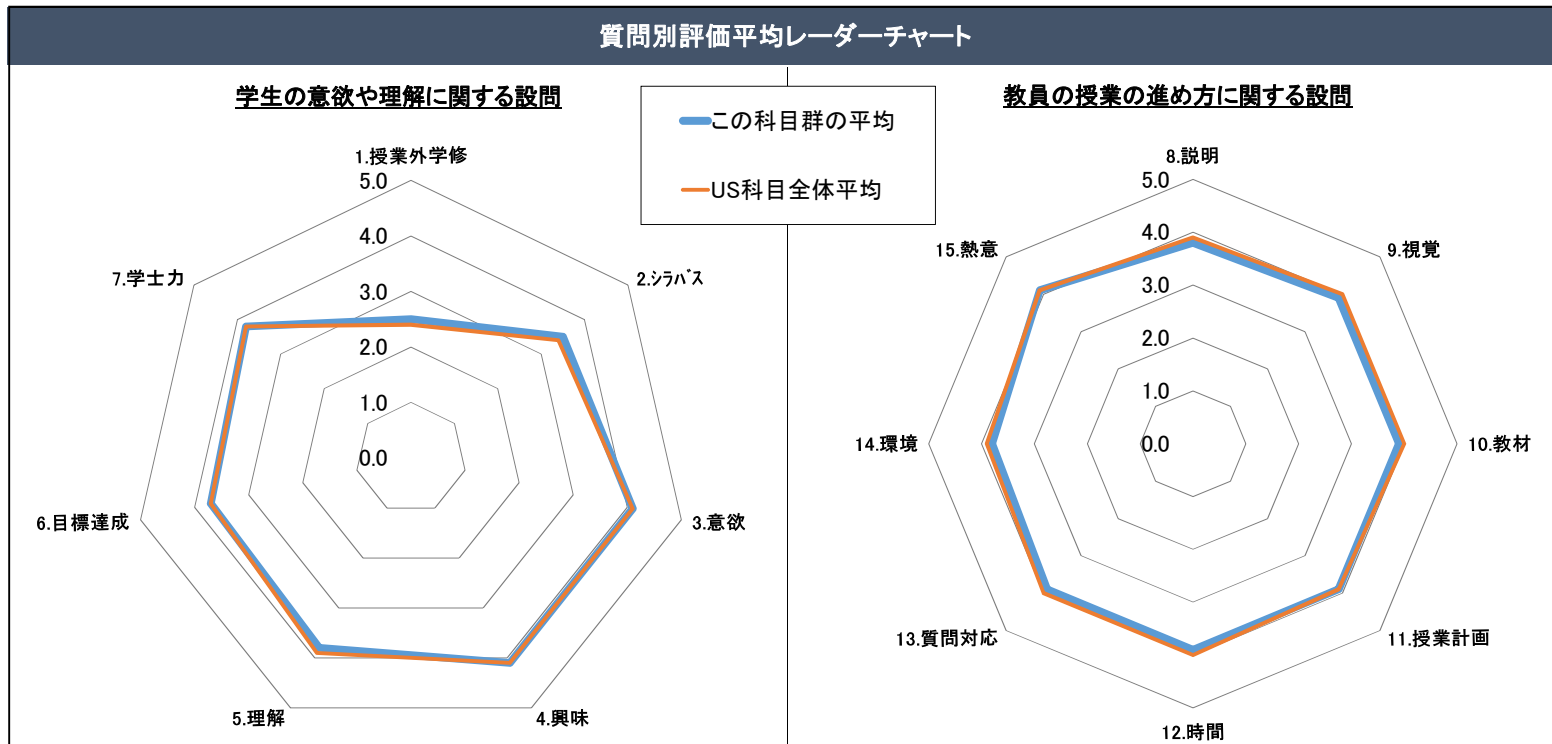 質問別評価平均レーダーチャート
学生の意欲や理解に関する設問
この科目群の平均
US科目全体平均
1.授業外学修
2.ｼﾗﾊﾞｽ
3.意欲
4.興味
5.理解
6.目標達成
7.学士力
5.0
4.0
3.0
2.0
1.0
0.0
教員の授業の進め方に関する設問
8.説明
9.視覚
10.教材
11.授業計画
12.時間
13.質問対応
14.環境
15.熱意
5.0
4.0
3.0
2.0
1.0
0.0